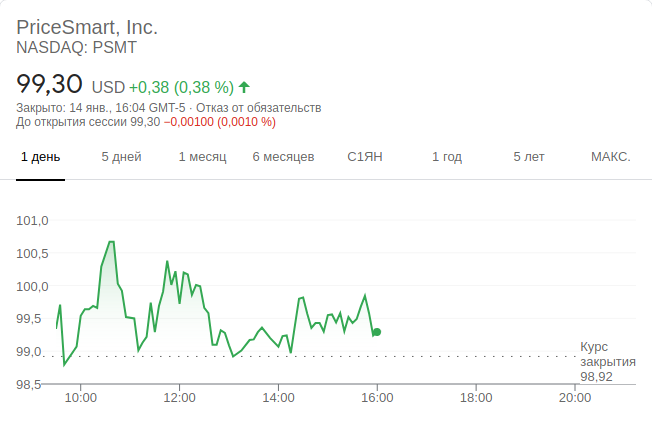 PriceSmart, Inc.
NASDAQ: PSMT
99,30 USD +0,38 (0,38 %)
Закрыто: 14 янв., 16:04 GMT-5 · Отказ от обязательств
До открытия сессии 99,30 −0,00100 (0,0010 %)
1 день 5 дней 1 месяц 6 месяцев С1ЯН 1 год 5 лет МАКС.
101,0
100,5
100,0
99,5
99,0
98,5
Курс
закрытия
98,92
10:00 12:00 14:00 16:00 18:00 20:00